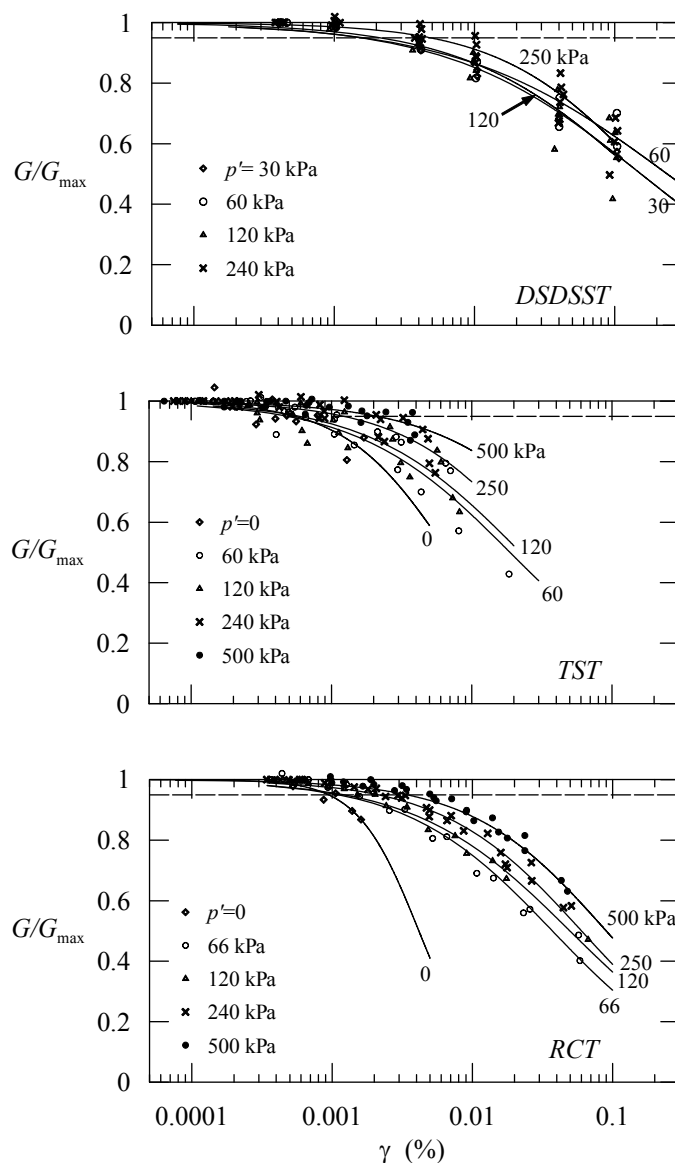 1
250 kPa
0.8
120
60
G/Gmax
0.6
p'= 30 kPa
60 kPa
30
0.4
120 kPa
240 kPa
0.2
DSDSST
0
1
500 kPa
0.8
250
p'=0
0.6
0
120
G/Gmax
60 kPa
60
0.4
120 kPa
240 kPa
0.2
TST
500 kPa
0
1
0.8
500 kPa
0.6
G/Gmax
p'=0
250
0.4
66 kPa
0
120
120 kPa
66
240 kPa
0.2
500 kPa
RCT
0
0.0001 0.001 0.01 0.1
γ (%)